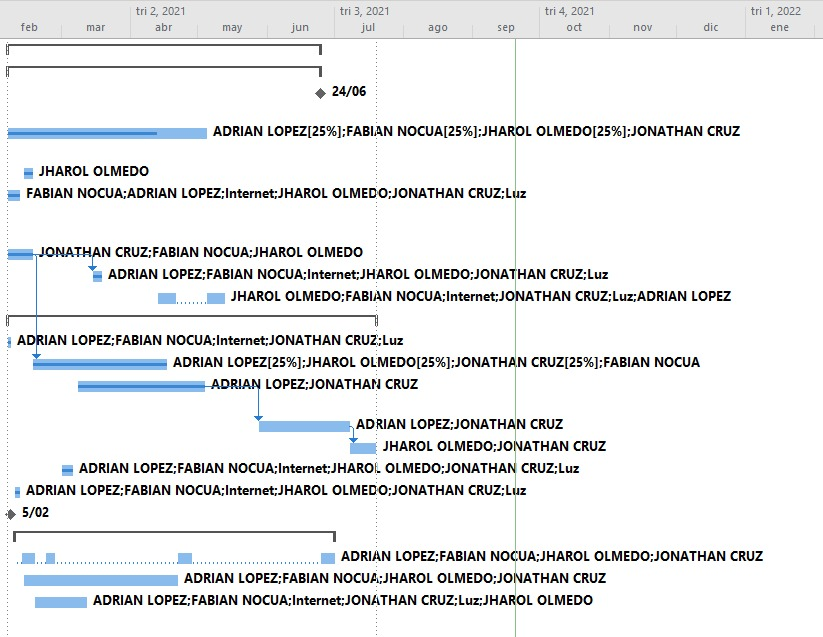 tri 2, 2021 tri 3, 2021 tri 4, 2021 tri 1, 2022
feb mar abr may jun jul ago sep oct nov dic ene
24/06
ADRIAN LOPEZ[25%];FABIAN NOCUA[25%];JHAROL OLMEDO[25%];JONATHAN CRUZ
JHAROL OLMEDO
FABIAN NOCUA;ADRIAN LOPEZ;Internet;JHAROL OLMEDO;JONATHAN CRUZ;Luz
JONATHAN CRUZ;FABIAN NOCUA;JHAROL OLMEDO
ADRIAN LOPEZ;FABIAN NOCUA;Internet;JHAROL OLMEDO;JONATHAN CRUZ;Luz
JHAROL OLMEDO;FABIAN NOCUA;Internet;JONATHAN CRUZ;Luz;ADRIAN LOPEZ
ADRIAN LOPEZ;FABIAN NOCUA;Internet;JONATHAN CRUZ;Luz
ADRIAN LOPEZ[25%];JHAROL OLMEDO[25%];JONATHAN CRUZ[25%];FABIAN NOCUA
ADRIAN LOPEZ;JONATHAN CRUZ
ADRIAN LOPEZ;JONATHAN CRUZ
JHAROL OLMEDO;JONATHAN CRUZ
ADRIAN LOPEZ;FABIAN NOCUA;Internet;JHAROL OLMEDO;JONATHAN CRUZ;Luz
ADRIAN LOPEZ;FABIAN NOCUA;Internet;JHAROL OLMEDO;JONATHAN CRUZ;Luz
5/02
ADRIAN LOPEZ;FABIAN NOCUA;JHAROL OLMEDO;JONATHAN CRUZ
ADRIAN LOPEZ;FABIAN NOCUA;JHAROL OLMEDO;JONATHAN CRUZ
ADRIAN LOPEZ;FABIAN NOCUA;Internet;JONATHAN CRUZ;Luz;JHAROL OLMEDO